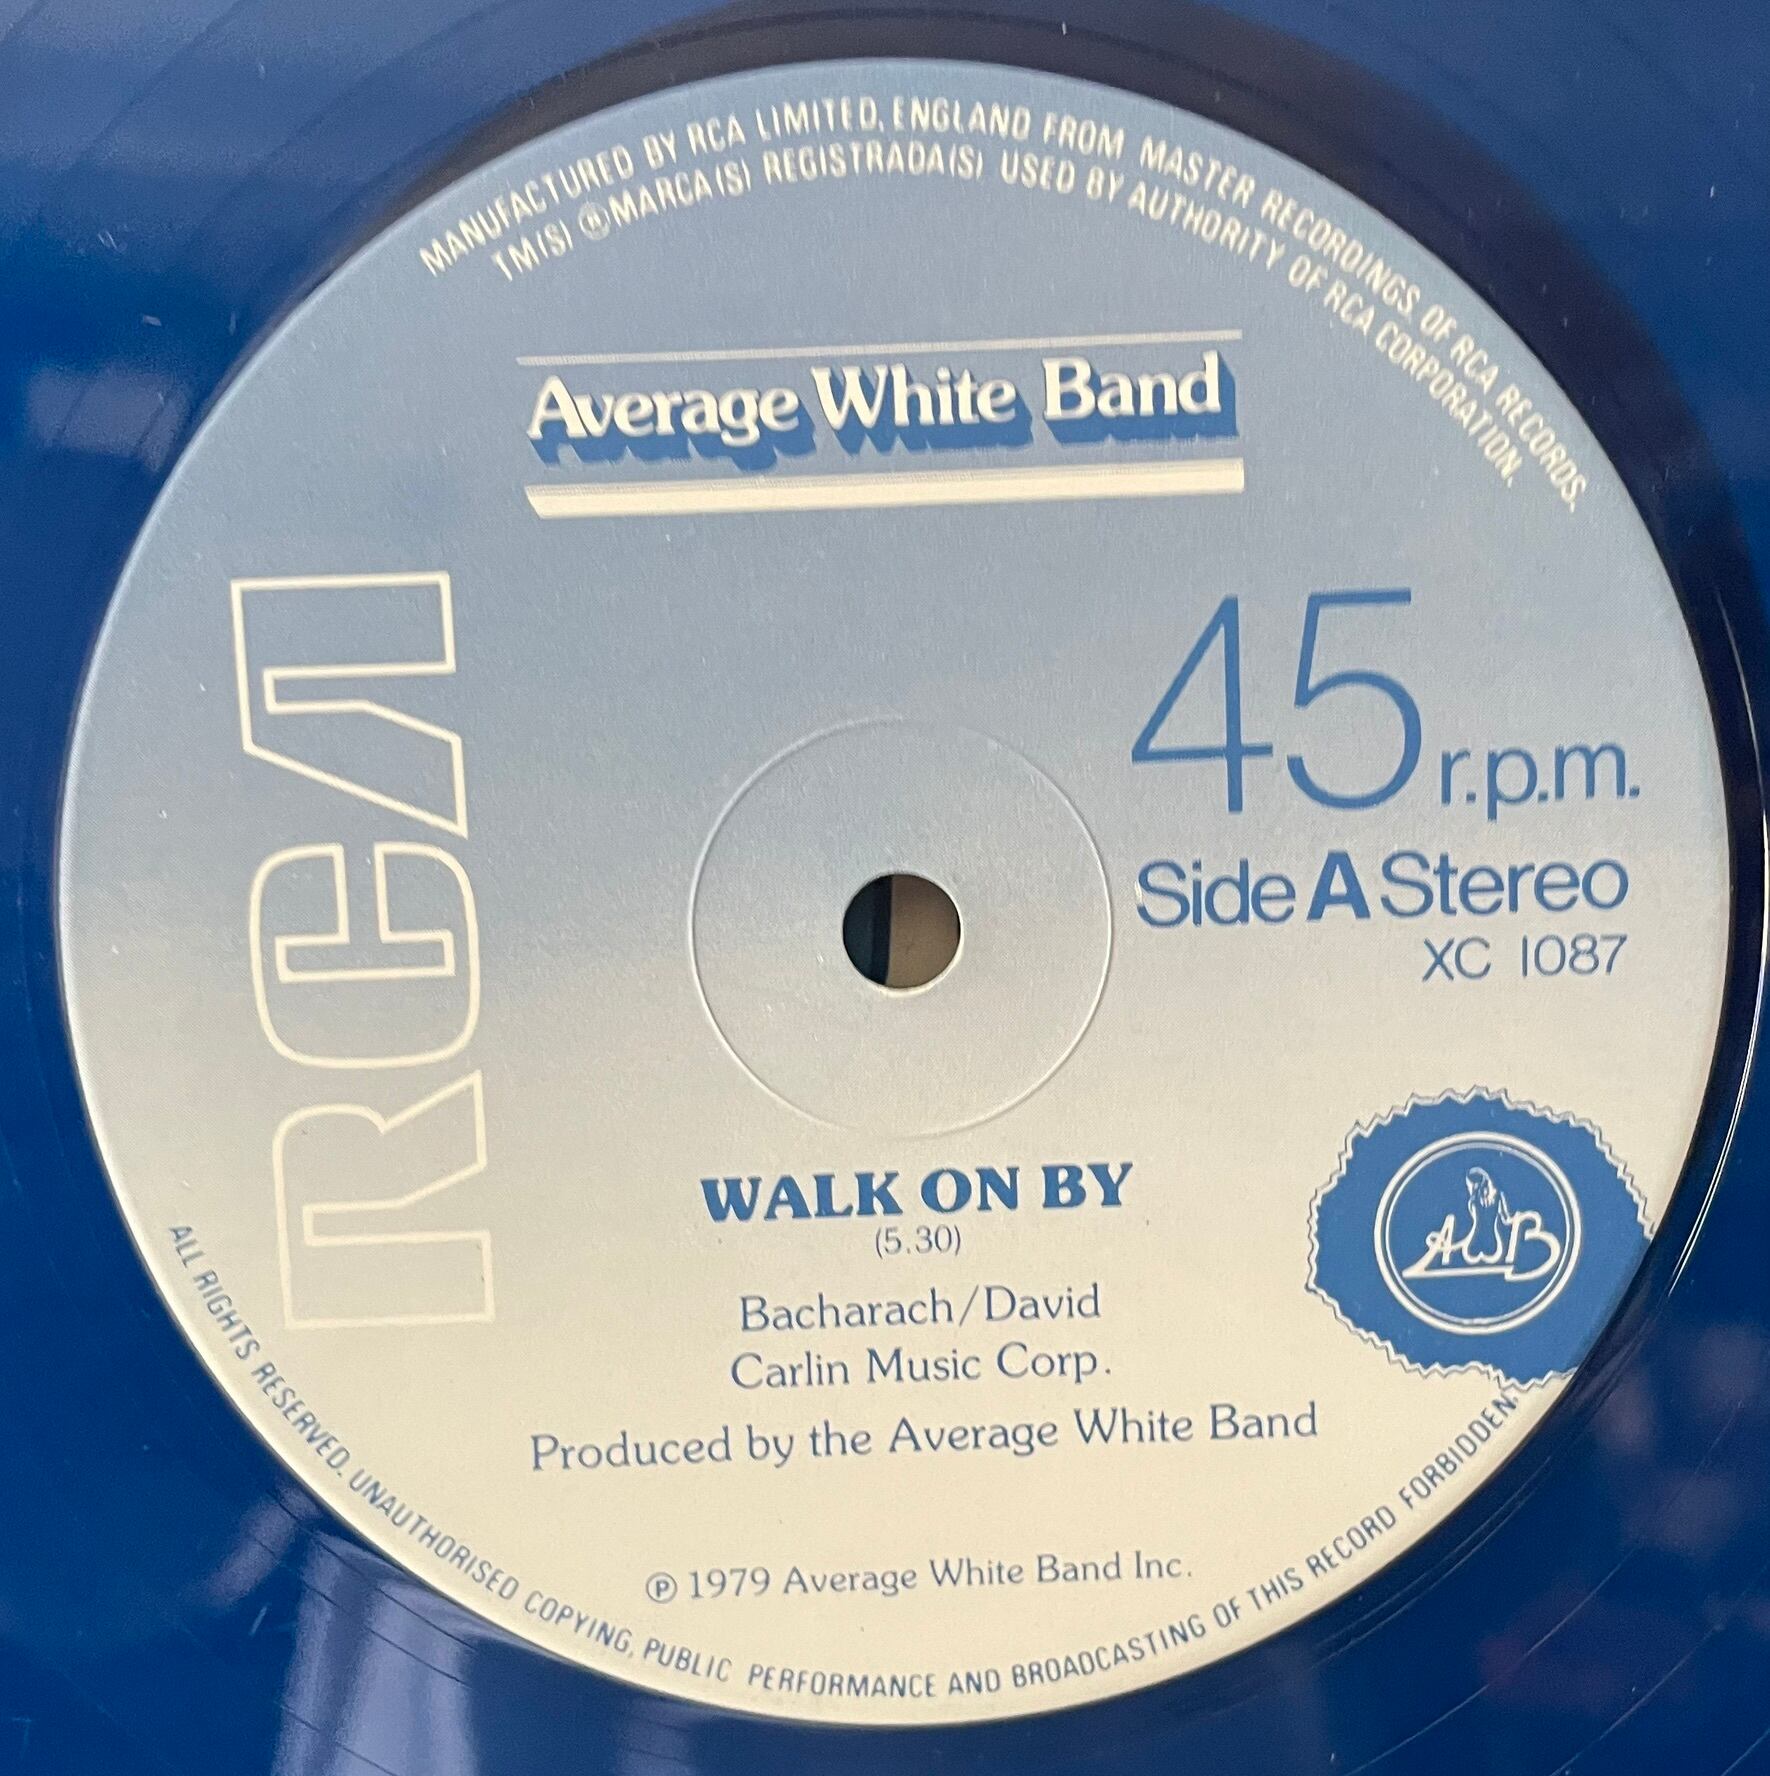 MANUFACTURED BY RCA LIMITED, ENGLAND FROM MASTER RECORDINGS OF RCA RECORDS.
TM(S) ® MARCA(S) REGISTRADA(S) USED BY AUTHORITY OF RCA CORPORATION.
Average White Band
RCA
45 r.p.m.
Side A Stereo
XC 1087
WALK ON BY
(5.30)
AWB
Bacharach/David
Carlin Music Corp.
Produced by the Average White Band
℗ 1979 Average White Band Inc.
ALL RIGHTS RESERVED. UNAUTHORISED COPYING, PUBLIC PERFORMANCE AND BROADCASTING OF THIS RECORD FORBIDDEN.